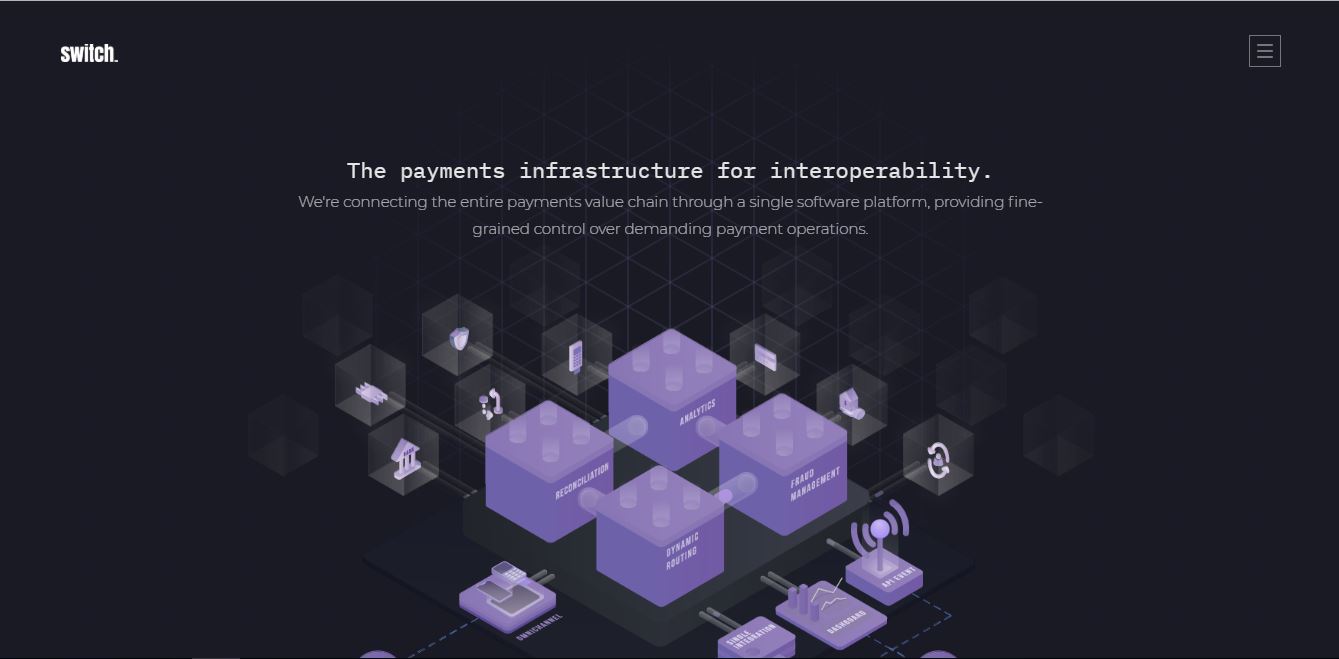 switch.
The payments infrastructure for interoperability.
We're connecting the entire payments value chain through a single software platform, providing fine-
grained control over demanding payment operations.
ANALYTICS
RECONCILIATION
FRAUD
MANAGEMENT
DYNAMIC
ROUTING
API EVENT
OMNICHANNEL
DASHBOARD
SINGLE
INTEGRATION